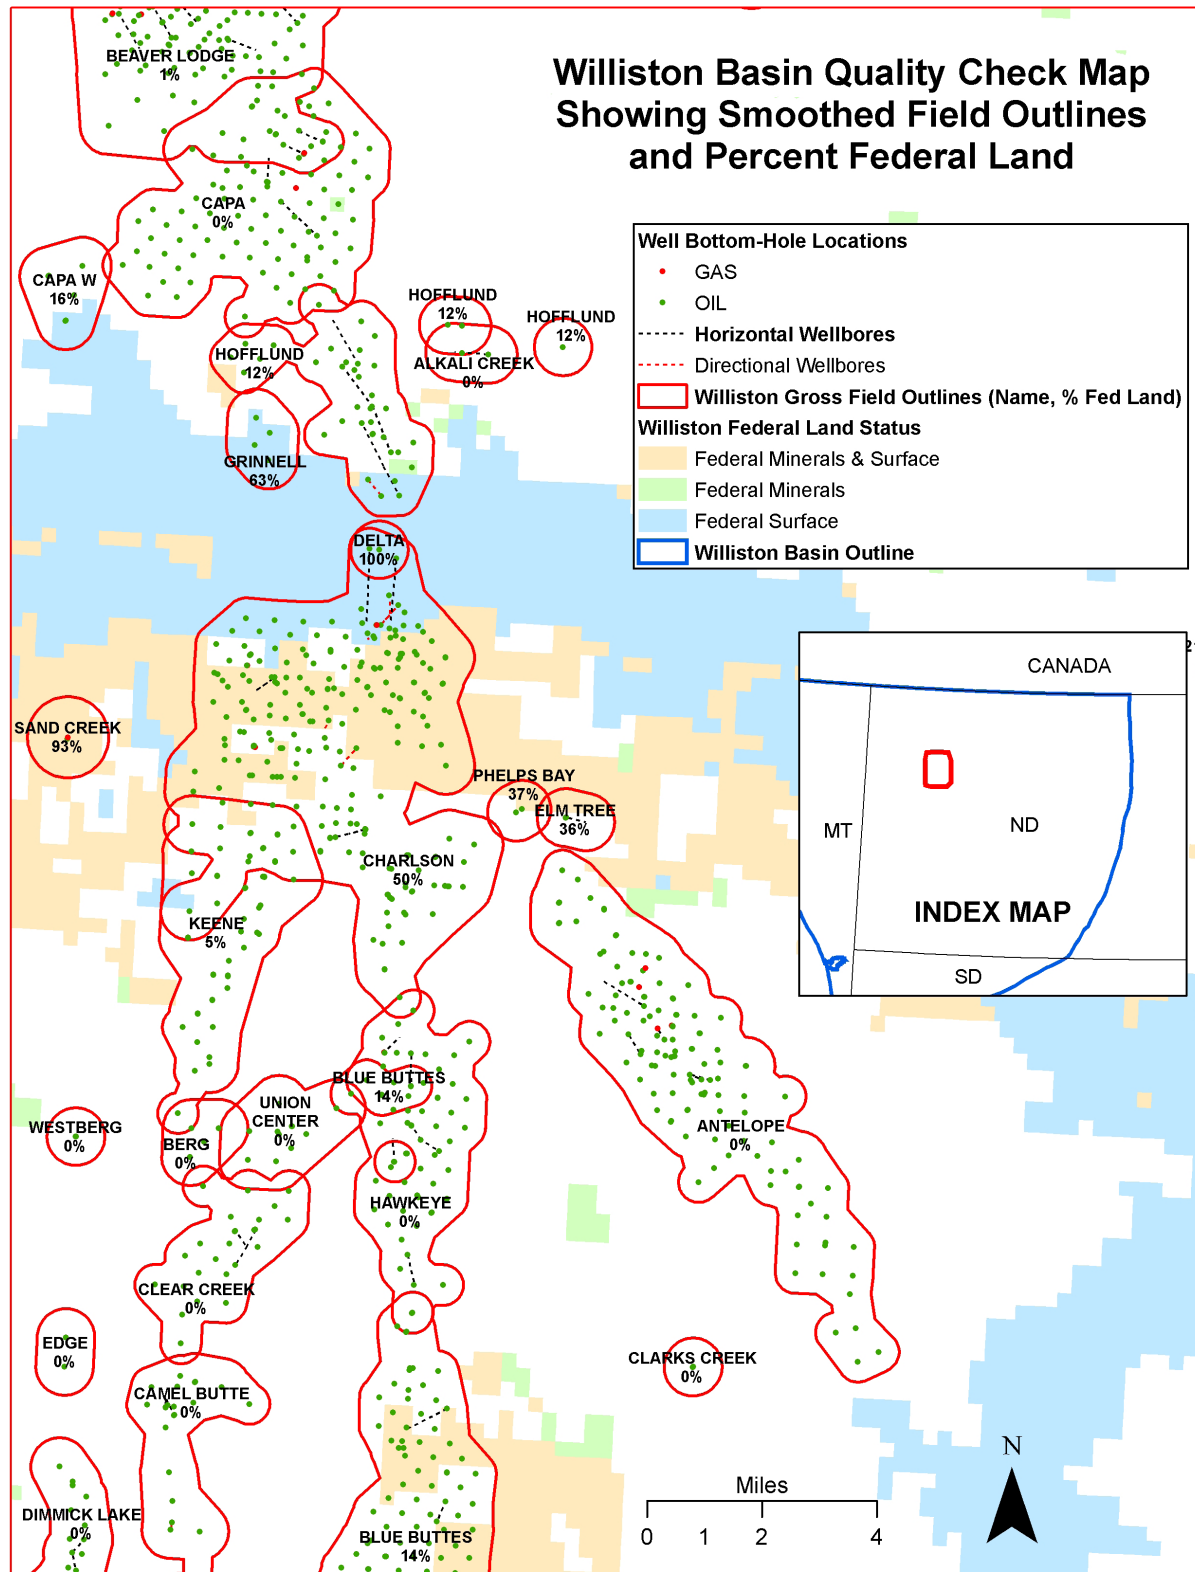 Williston Basin Quality Check Map
Showing Smoothed Field Outlines
and Percent Federal Land
BEAVER LODGE
1%
CAPA
0%
CAPA W
16%
HOFFLUND
12%
HOFFLUND
12%
HOFFLUND
12%
ALKALI CREEK
0%
GRINNELL
63%
Well Bottom-Hole Locations
GAS
OIL
Horizontal Wellbores
Directional Wellbores
Williston Gross Field Outlines (Name, % Fed Land)
Williston Federal Land Status
Federal Minerals & Surface
Federal Minerals
Federal Surface
Williston Basin Outline
DELTA
100%
SAND CREEK
93%
PHELPS BAY
37%
ELM TREE
36%
CHARLSON
50%
KEENE
5%
CANADA
MT
ND
INDEX MAP
SD
BLUE BUTTES
14%
UNION
CENTER
0%
WESTBERG
0%
BERG
0%
ANTELOPE
0%
HAWKEYE
0%
CLEAR CREEK
0%
EDGE
0%
CLARKS CREEK
0%
CAMEL BUTTE
0%
DIMMICK LAKE
0%
BLUE BUTTES
14%
N
Miles
0 1 2 4